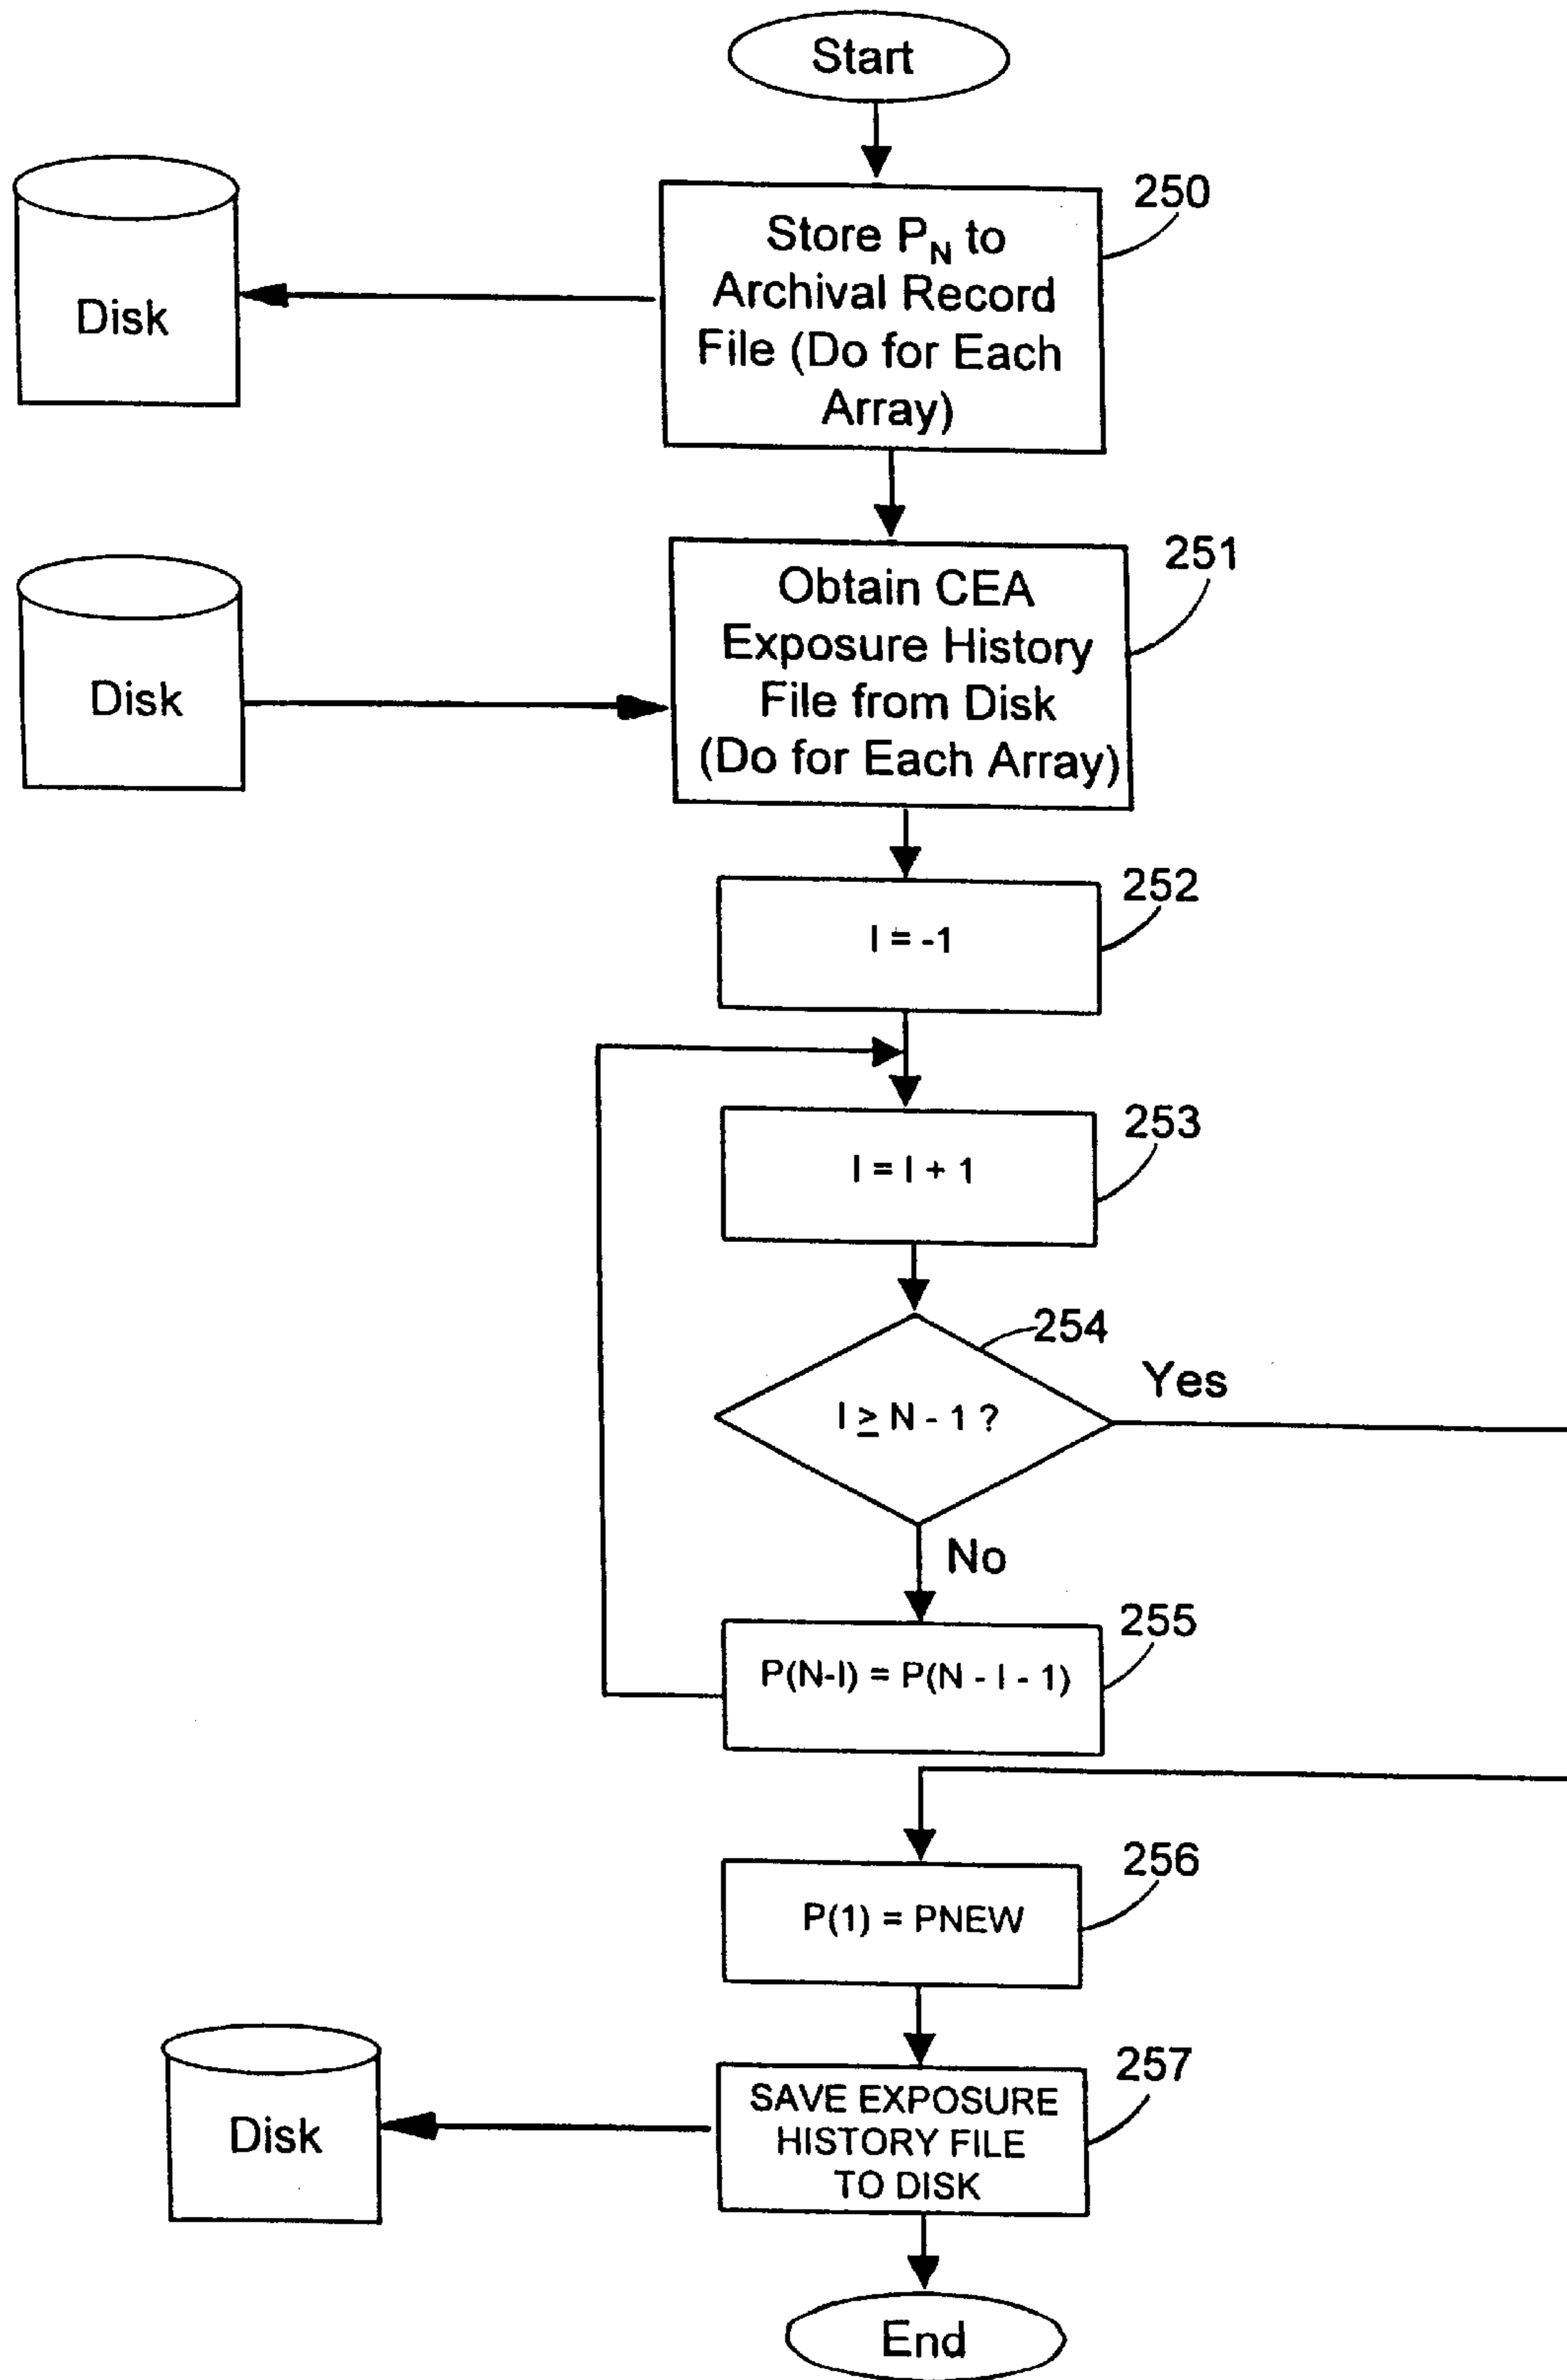 Start
250
Store P_N to
Archival Record
File (Do for Each
Array)
Disk
251
Obtain CEA
Exposure History
File from Disk
(Do for Each Array)
Disk
252
I = -1
253
I = I + 1
254
I ≥ N - 1 ?
Yes
No
255
P(N-I) = P(N - I - 1)
256
P(1) = PNEW
257
SAVE EXPOSURE
HISTORY FILE
TO DISK
Disk
End